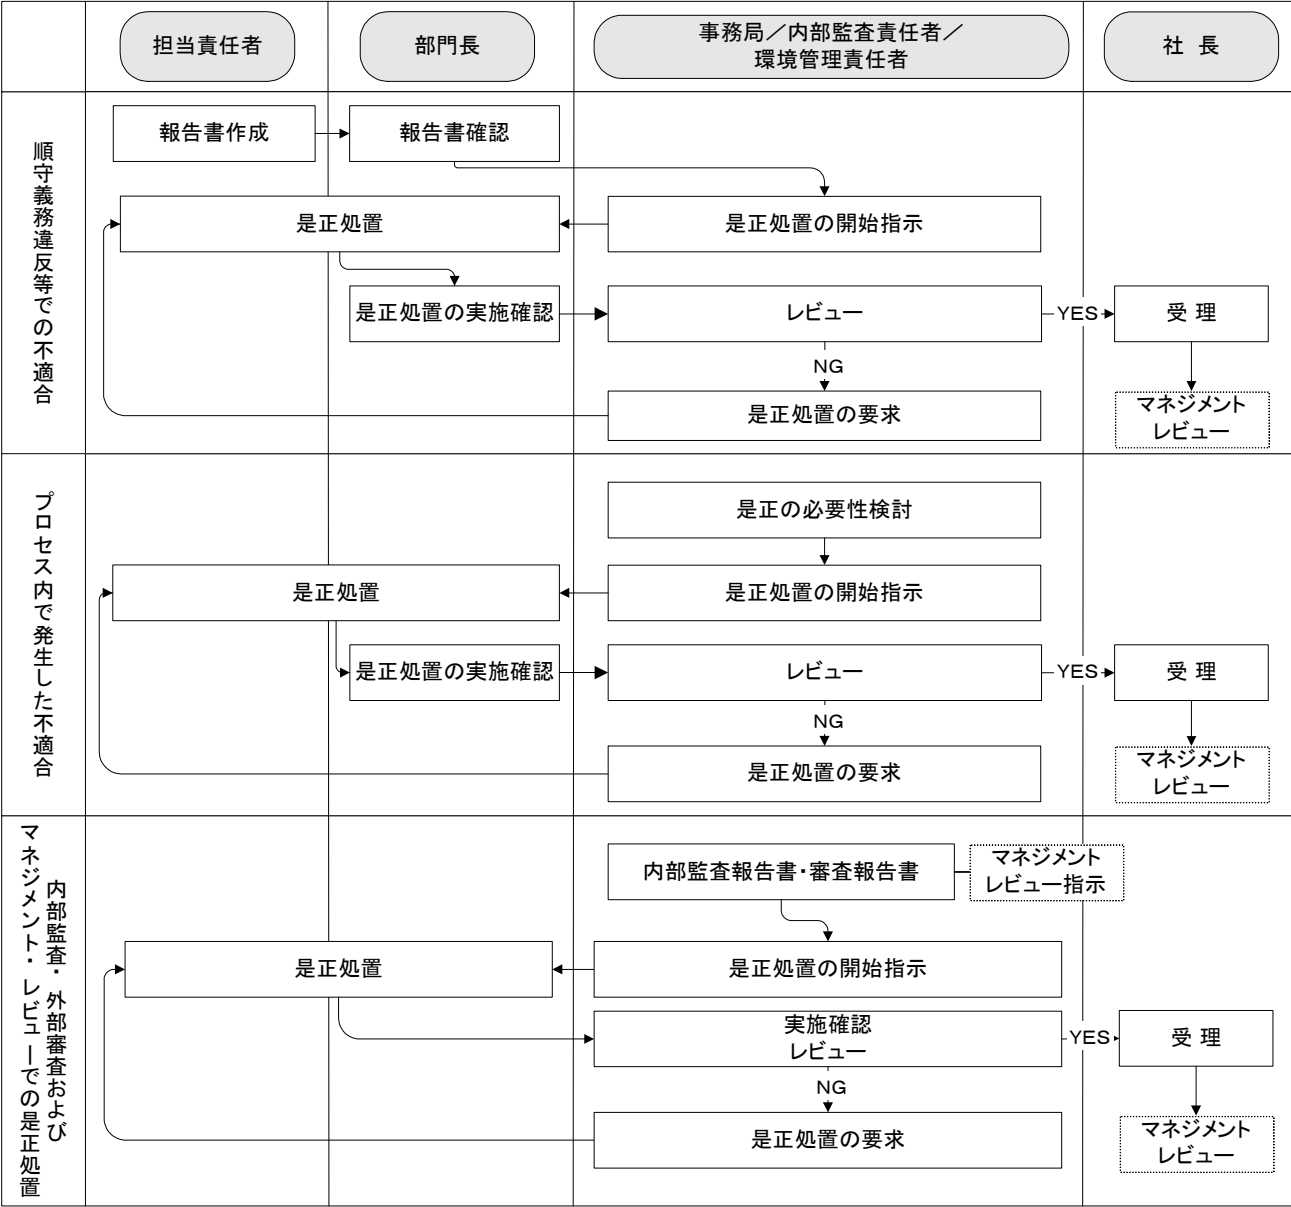 担当責任者
部門長
事務局／内部監査責任者／
環境管理責任者
社 長
順守義務違反等での不適合
報告書作成
報告書確認
是正処置
是正処置の開始指示
是正処置の実施確認
レビュー
YES
受 理
NG
是正処置の要求
マネジメント
レビュー
プロセス内で発生した不適合
是正の必要性検討
是正処置
是正処置の開始指示
是正処置の実施確認
レビュー
YES
受 理
NG
是正処置の要求
マネジメント
レビュー
内部監査・外部審査および
マネジメント・レビューでの是正処置
内部監査報告書・審査報告書
マネジメント
レビュー指示
是正処置
是正処置の開始指示
実施確認
レビュー
YES
受 理
NG
是正処置の要求
マネジメント
レビュー